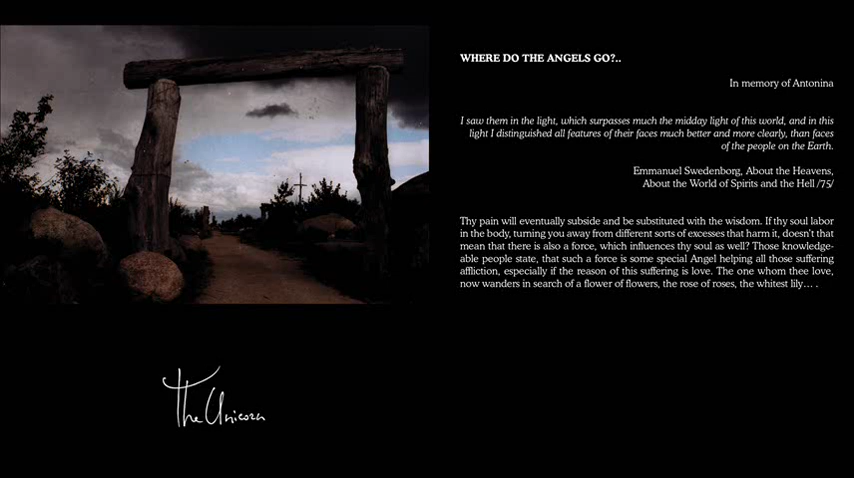 WHERE DO THE ANGELS GO?..
In memory of Antonina
I saw them in the light, which surpasses much the midday light of this world, and in this
light I distinguished all features of their faces much better and more clearly, than faces
of the people on the Earth.
Emmanuel Swedenborg, About the Heavens,
About the World of Spirits and the Hell /75/
Thy pain will eventually subside and be substituted with the wisdom. If thy soul labor
in the body, turning you away from different sorts of excesses that harm it, doesn't that
mean that there is also a force, which influences thy soul as well? Those knowledge-
able people state, that such a force is some special Angel helping all those suffering
affliction, especially if the reason of this suffering is love. The one whom thee love,
now wanders in search of a flower of flowers, the rose of roses, the whitest lily... .
The Unicorn